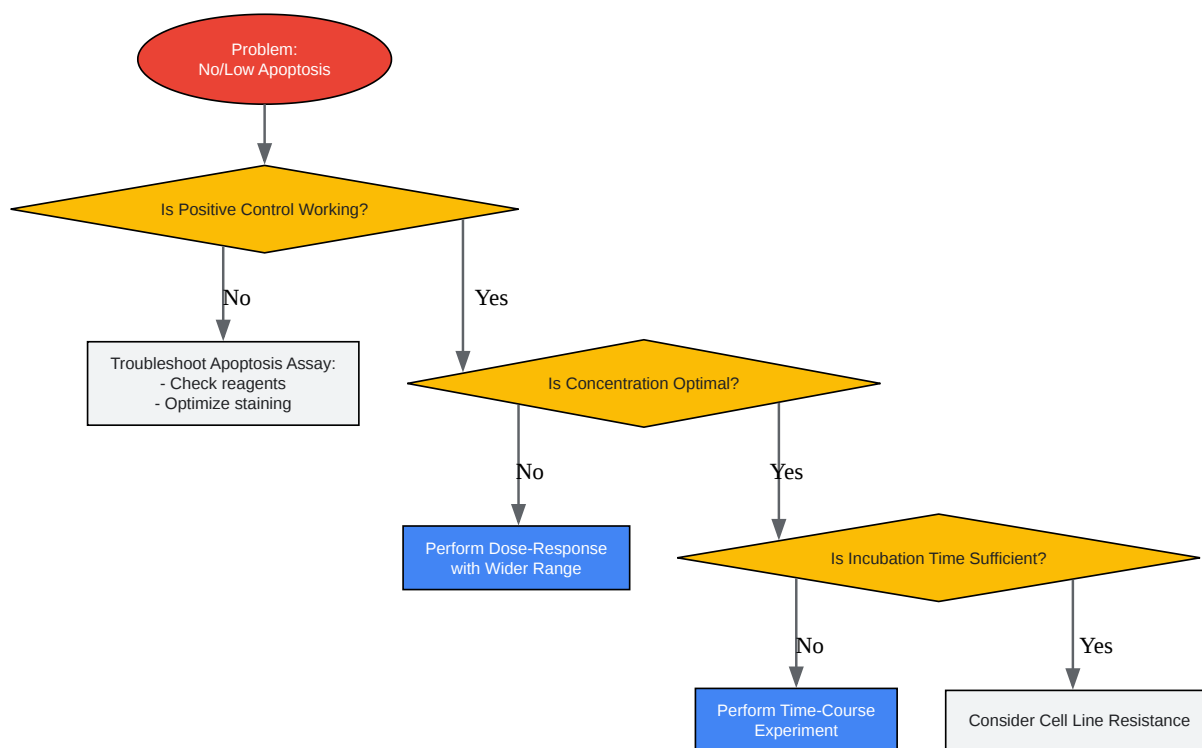 Problem:
No/Low Apoptosis
Is Positive Control Working?
No
Yes
Troubleshoot Apoptosis Assay:
- Check reagents
- Optimize staining
Is Concentration Optimal?
No
Yes
Perform Dose-Response
with Wider Range
Is Incubation Time Sufficient?
No
Yes
Perform Time-Course
Experiment
Consider Cell Line Resistance